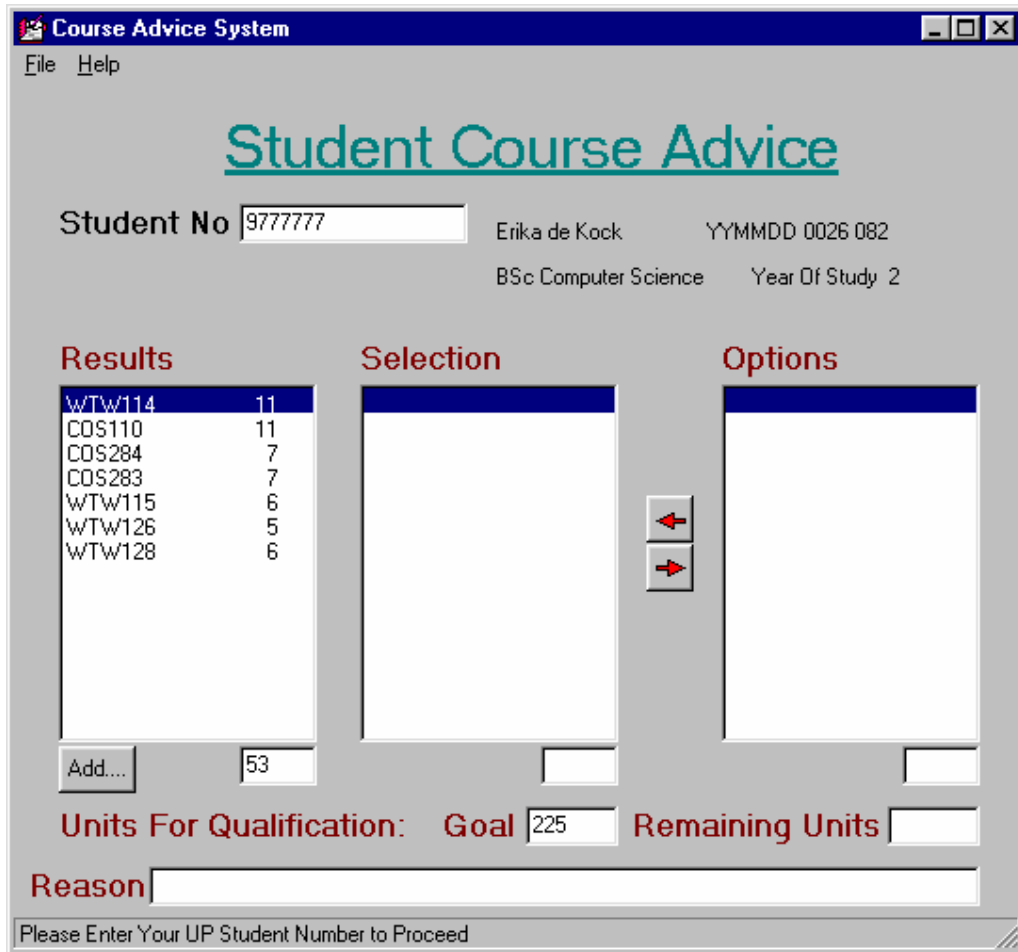 Course Advice System
File Help
Student Course Advice
Student No 9777777
Erika de Kock YYMMDD 0026 082
BSc Computer Science Year Of Study 2
Results Selection Options
WTW114 11
COS110 11
COS284 7
COS283 7
WTW115 6
WTW126 5
WTW128 6
Add.... 53
Units For Qualification: Goal 225 Remaining Units
Reason
Please Enter Your UP Student Number to Proceed